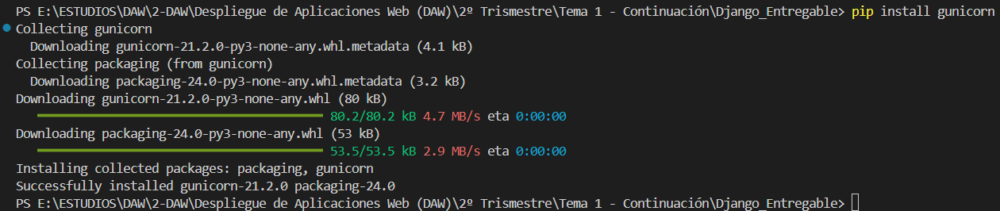 PS E:\ESTUDIOS\DAW\2-DAW\Despliegue de Aplicaciones Web (DAW)\2º Trismestre\Tema 1 - Continuación\Django_Entregable> pip install gunicorn
Collecting gunicorn
  Downloading gunicorn-21.2.0-py3-none-any.whl.metadata (4.1 kB)
Collecting packaging (from gunicorn)
  Downloading packaging-24.0-py3-none-any.whl.metadata (3.2 kB)
Downloading gunicorn-21.2.0-py3-none-any.whl (80 kB)
80.2/80.2 kB 4.7 MB/s eta 0:00:00
Downloading packaging-24.0-py3-none-any.whl (53 kB)
53.5/53.5 kB 2.9 MB/s eta 0:00:00
Installing collected packages: packaging, gunicorn
Successfully installed gunicorn-21.2.0 packaging-24.0
PS E:\ESTUDIOS\DAW\2-DAW\Despliegue de Aplicaciones Web (DAW)\2º Trismestre\Tema 1 - Continuación\Django_Entregable>